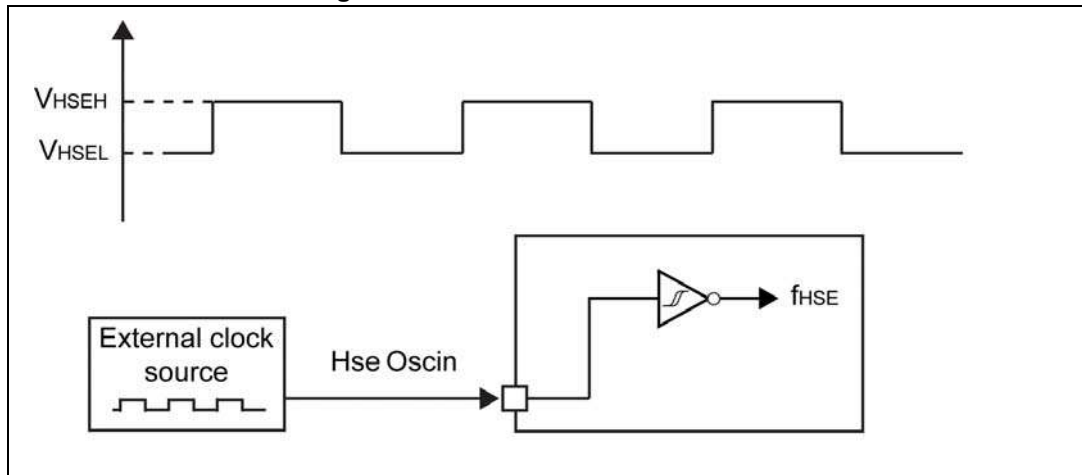 VHSEH
VHSEL
fHSE
External clock
source
Hse Oscin